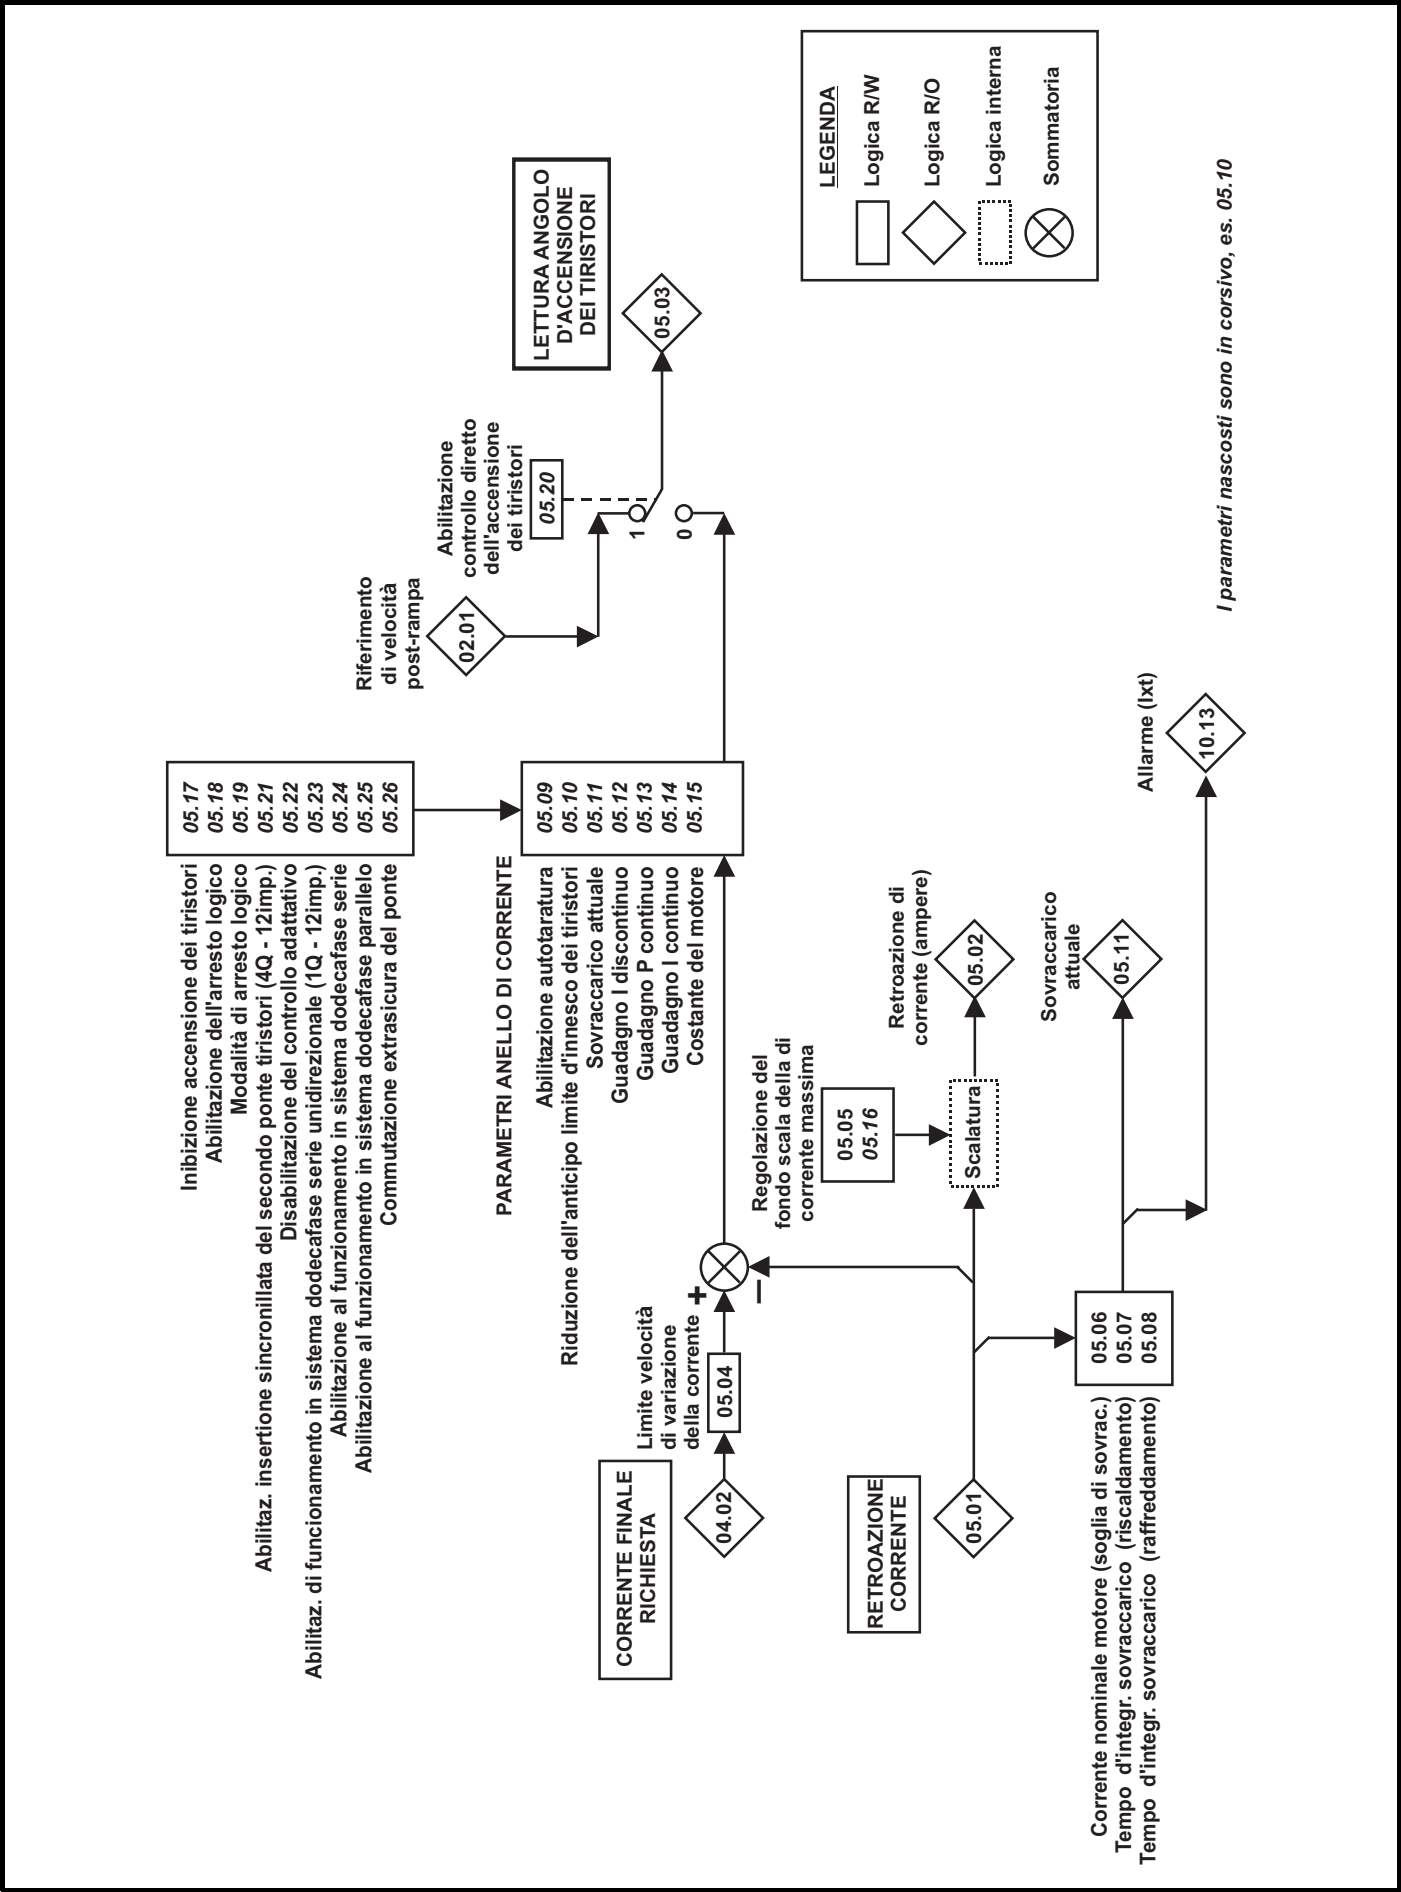 Inibizione accensione dei tiristori 05.17
Abilitazione dell'arresto logico 05.18
Modalità di arresto logico 05.19
Abilitaz. insertione sincronillata del secondo ponte tiristori (4Q - 12imp.) 05.21
Disabilitazione del controllo adattativo 05.22
Abilitaz. di funcionamento in sistema dodecafase serie unidirezionale (1Q - 12imp.) 05.23
Abilitazione al funzionamento in sistema dodecafase serie 05.24
Abilitazione al funzionamento in sistema dodecafase parallelo 05.25
Commutazione extrasicura del ponte 05.26
PARAMETRI ANELLO DI CORRENTE
Abilitazione autotaratura 05.09
Riduzione dell'anticipo limite d'innesco dei tiristori 05.10
Sovraccarico attuale 05.11
Guadagno I discontinuo 05.12
Guadagno P continuo 05.13
Guadagno I continuo 05.14
Costante del motore 05.15
Riferimento
di velocità
post-rampa
02.01
Abilitazione
controllo diretto
dell'accensione
dei tiristori
05.20
1
0
LETTURA ANGOLO
D'ACCENSIONE
DEI TIRISTORI
05.03
CORRENTE FINALE
RICHIESTA
04.02
Limite velocità
di variazione
della corrente
05.04
+
−
RETROAZIONE
CORRENTE
05.01
Regolazione del
fondo scala della di
corrente massima
05.05
05.16
Scalatura
Retroazione di
corrente (ampere)
05.02
Corrente nominale motore (soglia di sovrac.) 05.06
Tempo d'integr. sovraccarico (riscaldamento) 05.07
Tempo d'integr. sovraccarico (raffreddamento) 05.08
Sovraccarico
attuale
05.11
Allarme (Ixt)
10.13
LEGENDA
Logica R/W
Logica R/O
Logica interna
Sommatoria
I parametri nascosti sono in corsivo, es. 05.10